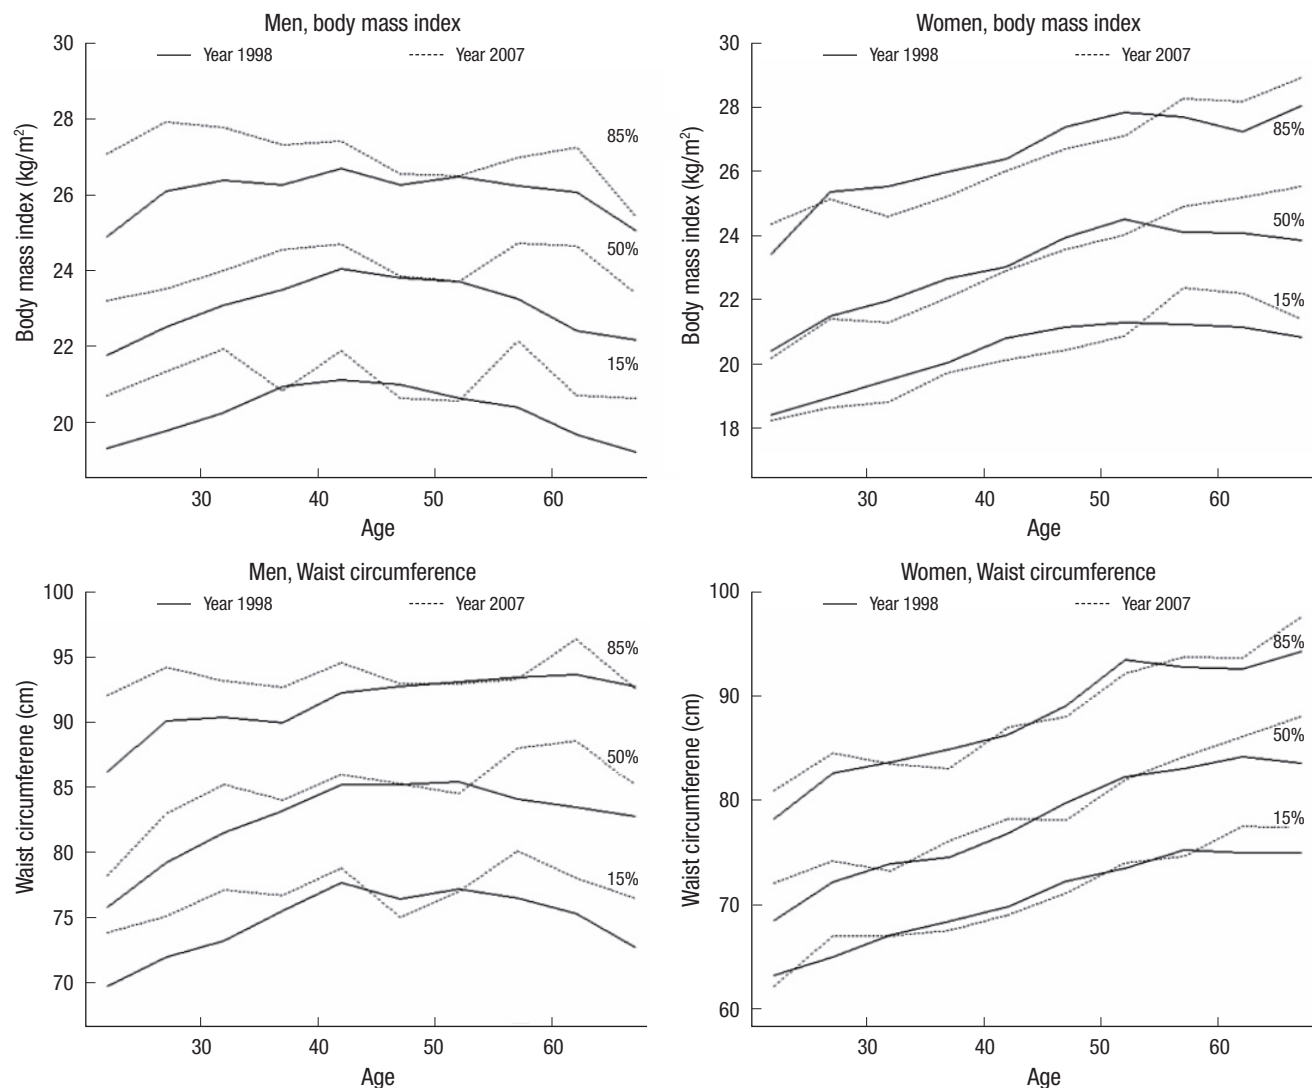 Men, body mass index
Year 1998 Year 2007
30
28
26
24
22
20
Body mass index (kg/m²)
85%
50%
15%
30 40 50 60
Age
Women, body mass index
Year 1998 Year 2007
30
28
26
24
22
20
18
Body mass index (kg/m²)
85%
50%
15%
30 40 50 60
Age
Men, Waist circumference
Year 1998 Year 2007
100
95
90
85
80
75
70
Waist circumferene (cm)
85%
50%
15%
30 40 50 60
Age
Women, Waist circumference
Year 1998 Year 2007
100
90
80
70
60
Waist circumferene (cm)
85%
50%
15%
30 40 50 60
Age